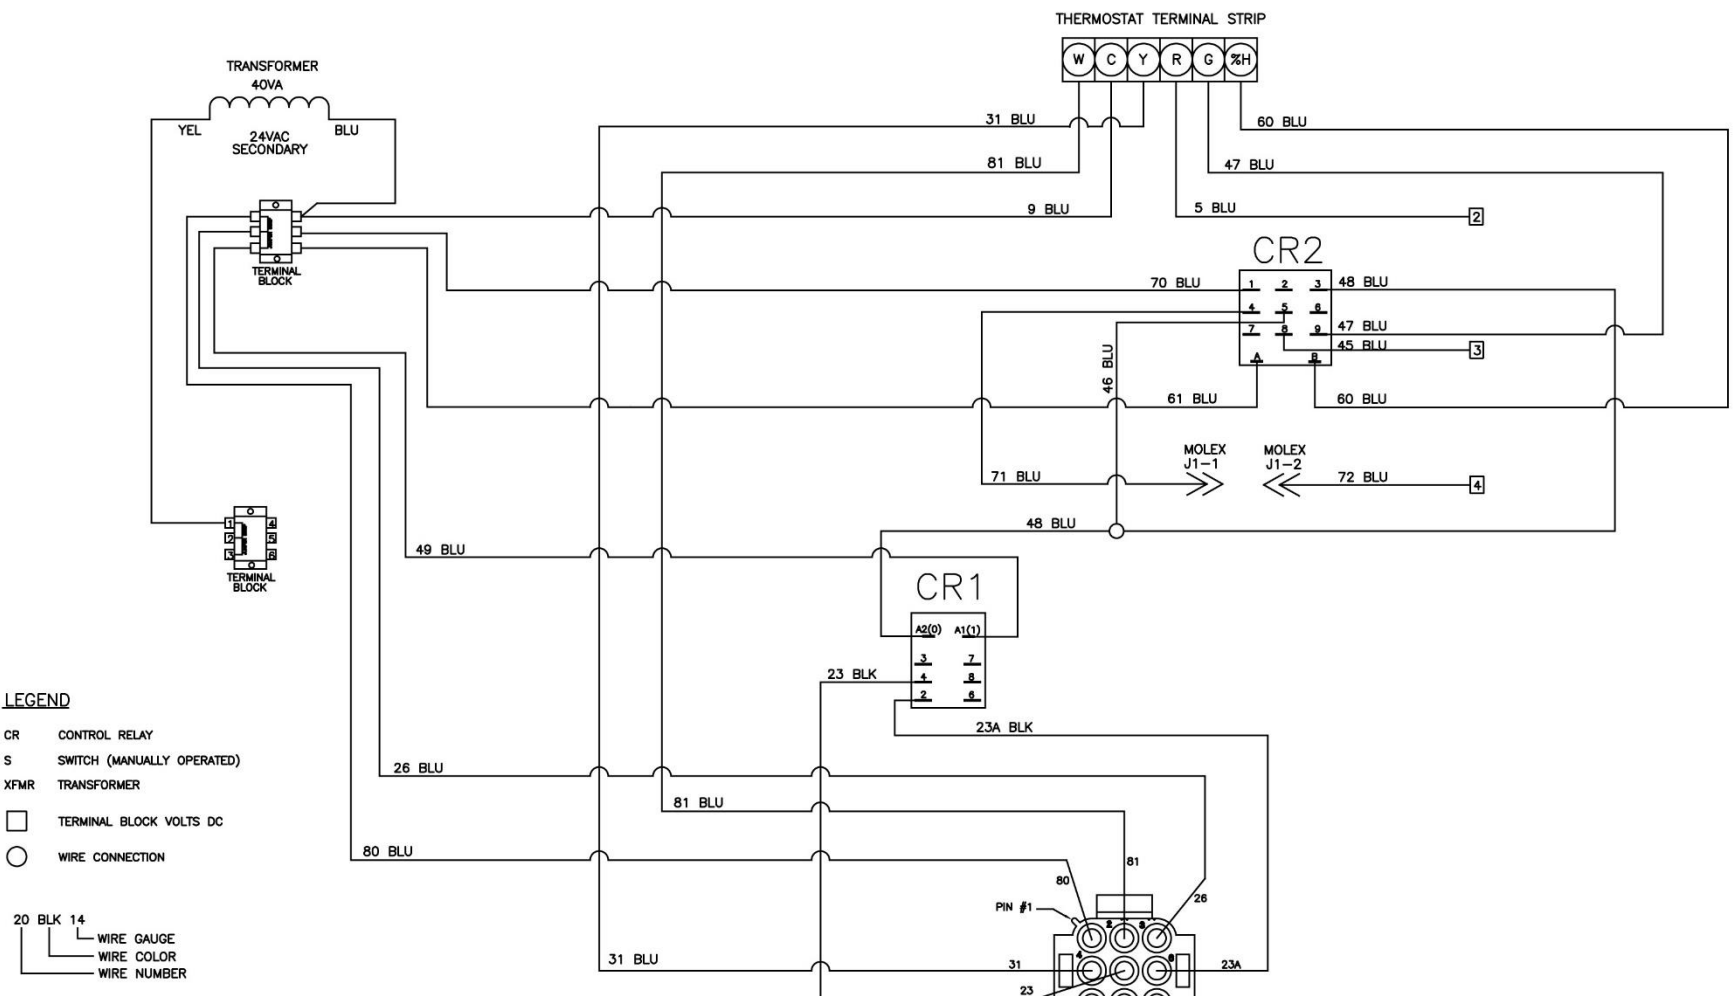 THERMOSTAT TERMINAL STRIP
W C Y R G %H
TRANSFORMER
40VA
YEL
BLU
24VAC
SECONDARY
31 BLU
60 BLU
81 BLU
47 BLU
9 BLU
5 BLU
2
TERMINAL
BLOCK
CR2
70 BLU
1 2 3
48 BLU
4 5 6
7 8 9
47 BLU
45 BLU
3
46 BLU
A B
61 BLU
60 BLU
MOLEX
J1-1
MOLEX
J1-2
71 BLU
72 BLU
4
48 BLU
1 4
2 5
3 6
TERMINAL
BLOCK
49 BLU
CR1
A2(0) A1(1)
3 7
4 8
2 6
23 BLK
23A BLK
LEGEND
CR CONTROL RELAY
S SWITCH (MANUALLY OPERATED)
XFMR TRANSFORMER
TERMINAL BLOCK VOLTS DC
WIRE CONNECTION
26 BLU
81 BLU
80 BLU
81
80
26
PIN #1
2 3
4 6
20 BLK 14
WIRE GAUGE
WIRE COLOR
WIRE NUMBER
31 BLU
31
23A
23